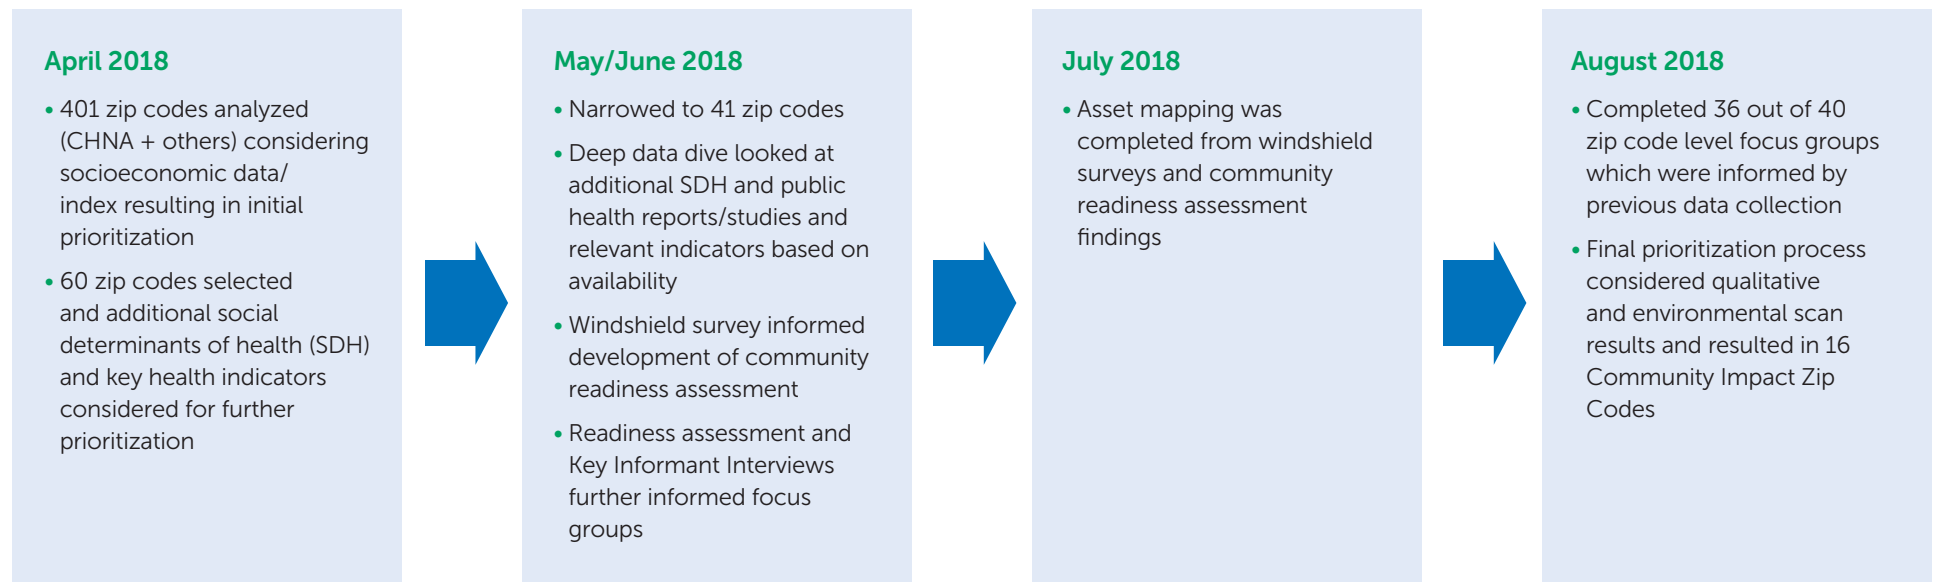 April 2018
• 401 zip codes analyzed
(CHNA + others) considering
socioeconomic data/
index resulting in initial
prioritization
• 60 zip codes selected
and additional social
determinants of health (SDH)
and key health indicators
considered for further
prioritization
May/June 2018
• Narrowed to 41 zip codes
• Deep data dive looked at
additional SDH and public
health reports/studies and
relevant indicators based on
availability
• Windshield survey informed
development of community
readiness assessment
• Readiness assessment and
Key Informant Interviews
further informed focus
groups
July 2018
• Asset mapping was
completed from windshield
surveys and community
readiness assessment
findings
August 2018
• Completed 36 out of 40
zip code level focus groups
which were informed by
previous data collection
• Final prioritization process
considered qualitative
and environmental scan
results and resulted in 16
Community Impact Zip
Codes